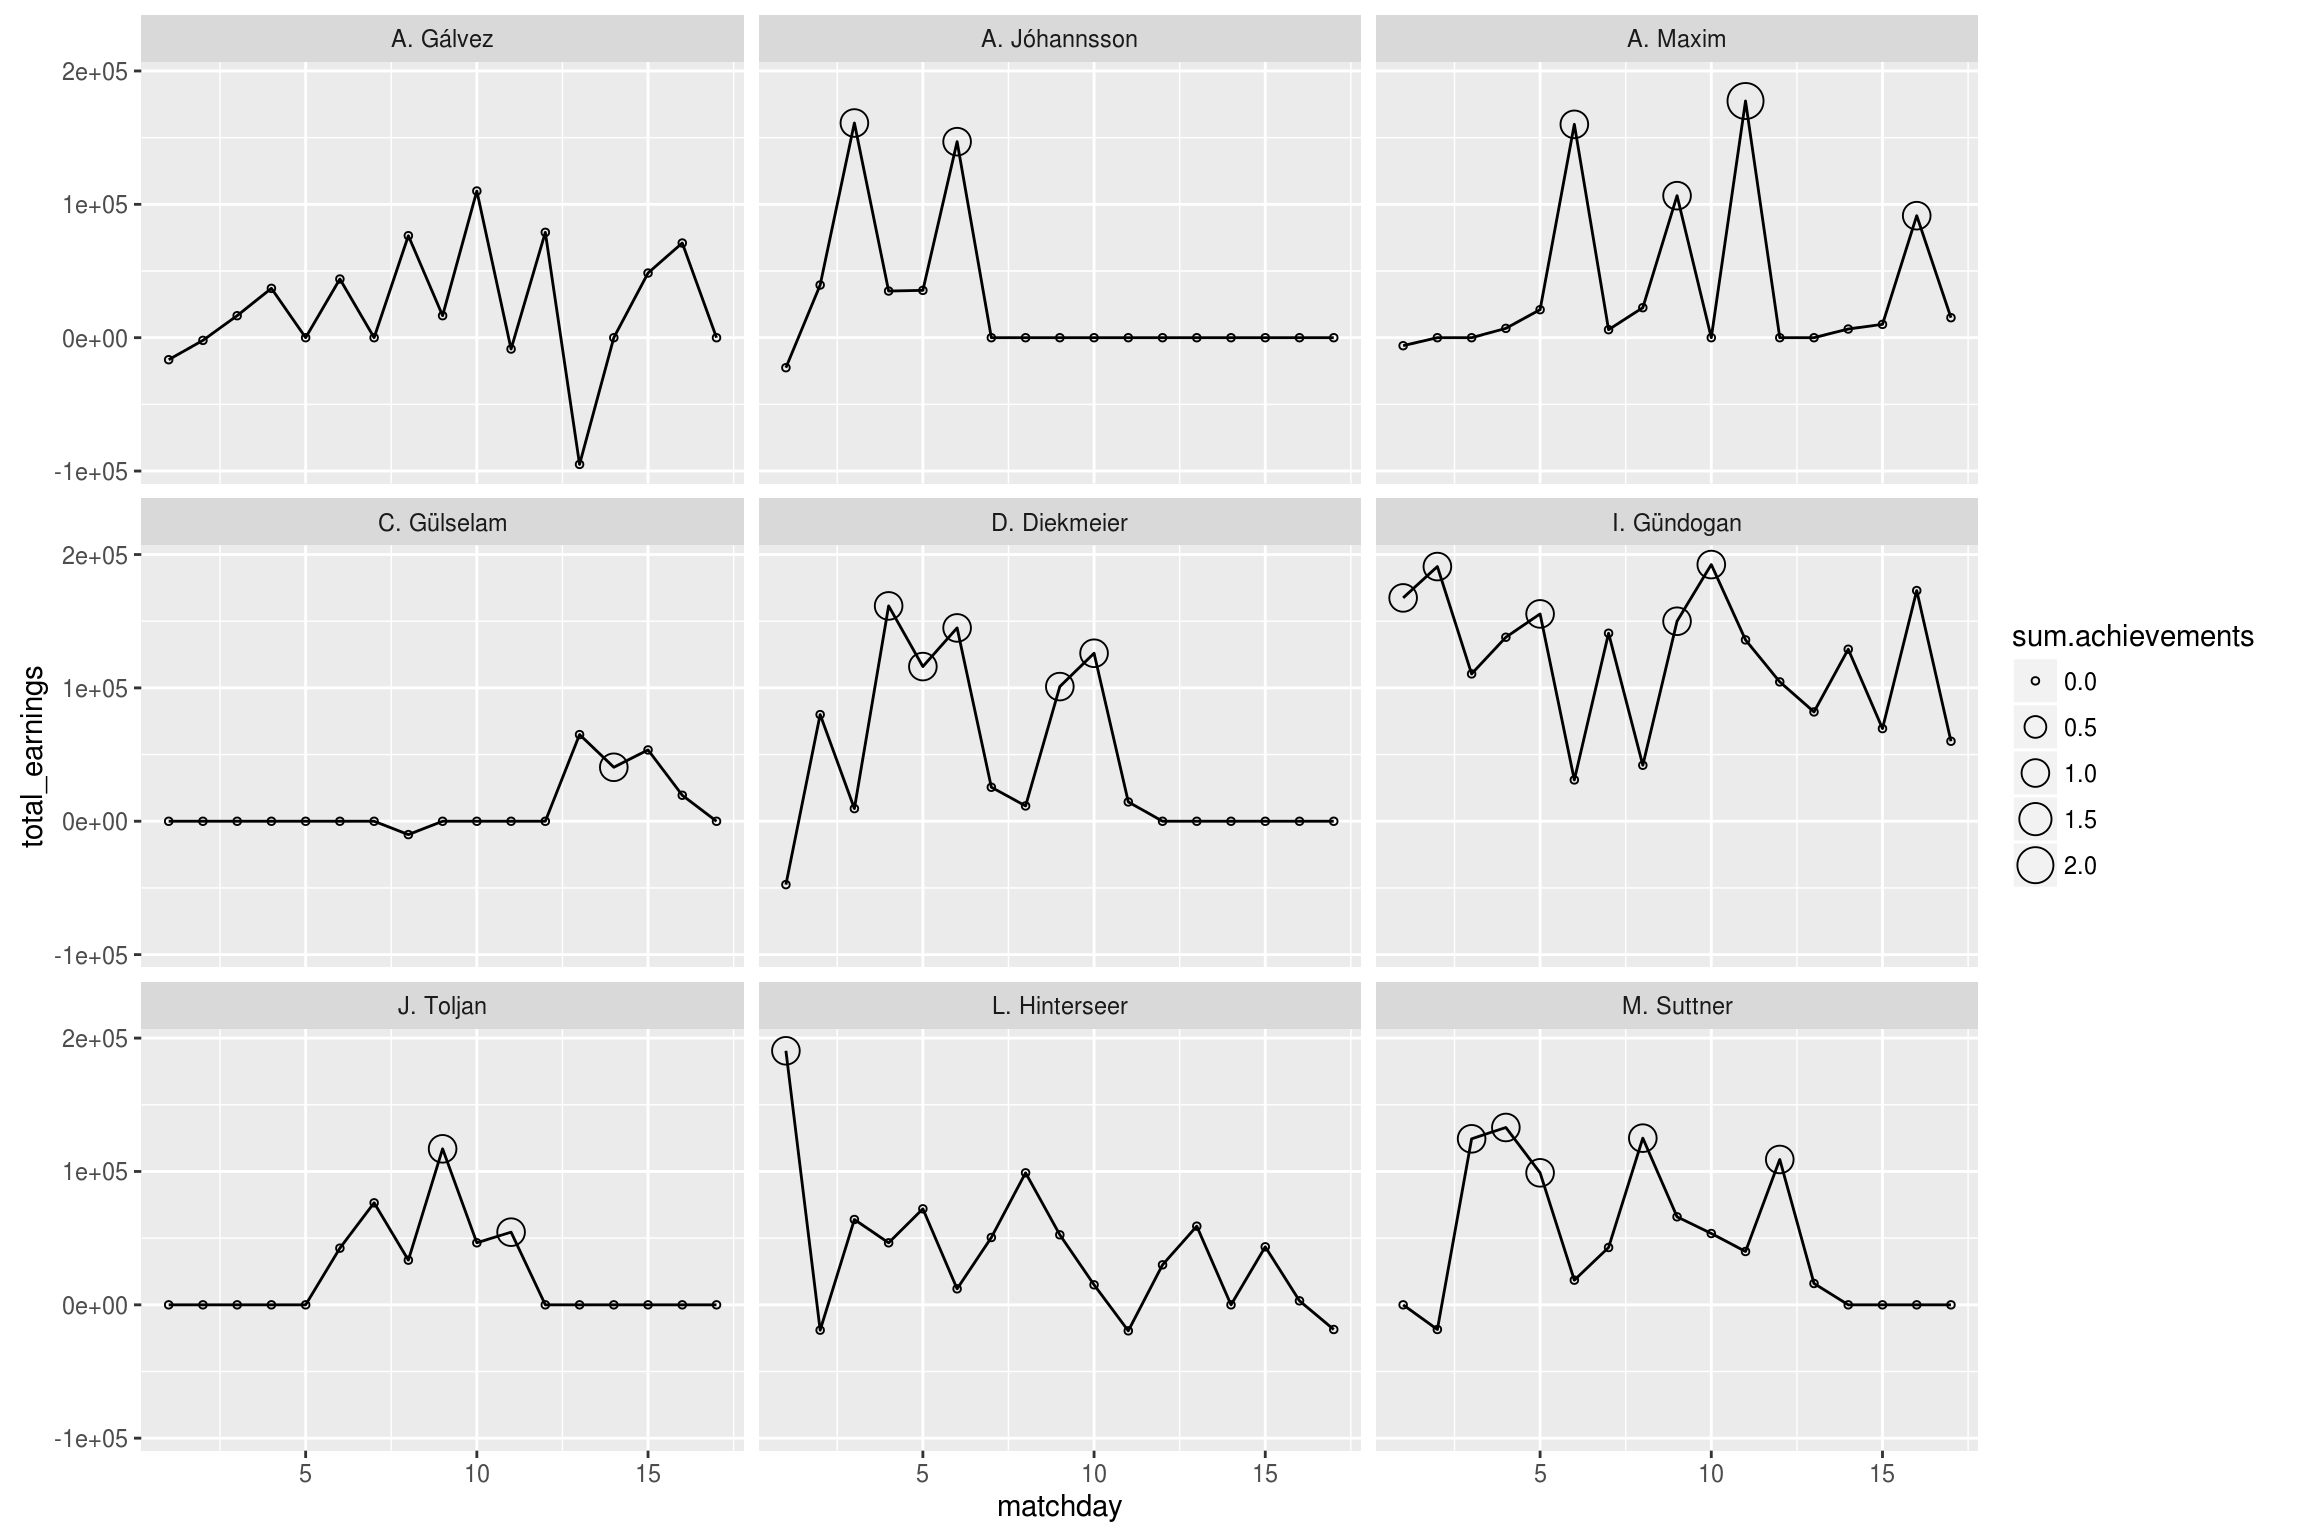 A. Gálvez
A. Jóhannsson
A. Maxim
2e+05
1e+05
0e+00
-1e+05
C. Gülselam
D. Diekmeier
I. Gündogan
2e+05
1e+05
0e+00
-1e+05
J. Toljan
L. Hinterseer
M. Suttner
2e+05
1e+05
0e+00
-1e+05
5 10 15
5 10 15
5 10 15
matchday
total_earnings
sum.achievements
0.0
0.5
1.0
1.5
2.0